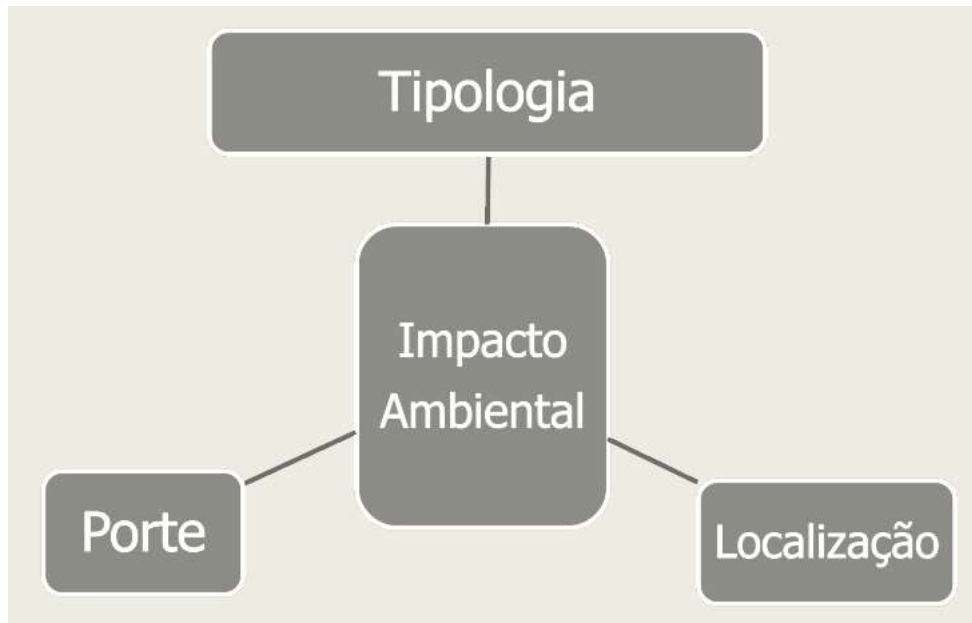 Tipologia
Impacto
Ambiental
Porte
Localização